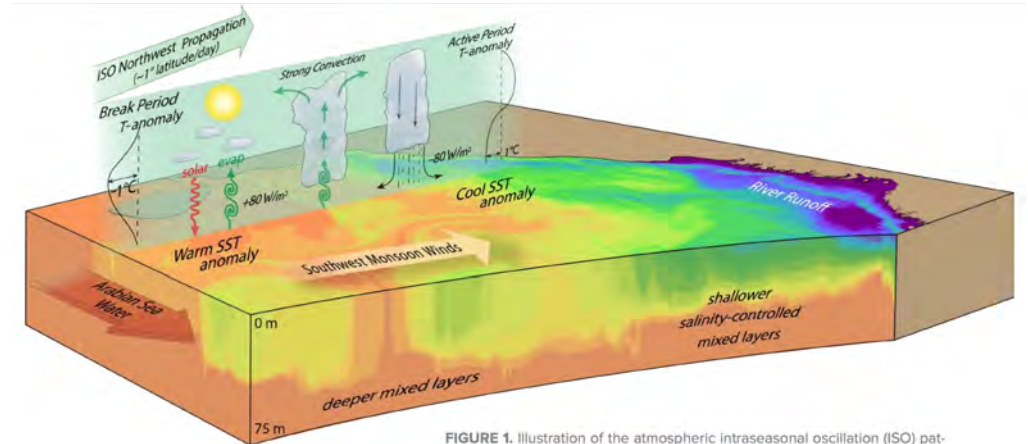 ISO Northwest Propagation
(~1° latitude/day)
Break Period
T-anomaly
-1°C
solar
evap
+80 W/m²
Strong Convection
Active Period
T-anomaly
1°C
-80 W/m²
Warm SST
anomaly
Cool SST
anomaly
River Runoff
Southwest Monsoon Winds
Arabian Sea
Water
0 m
75 m
deeper mixed layers
shallower
salinity-controlled
mixed layers
FIGURE 1. Illustration of the atmospheric intraseasonal oscillation (ISO) pat-